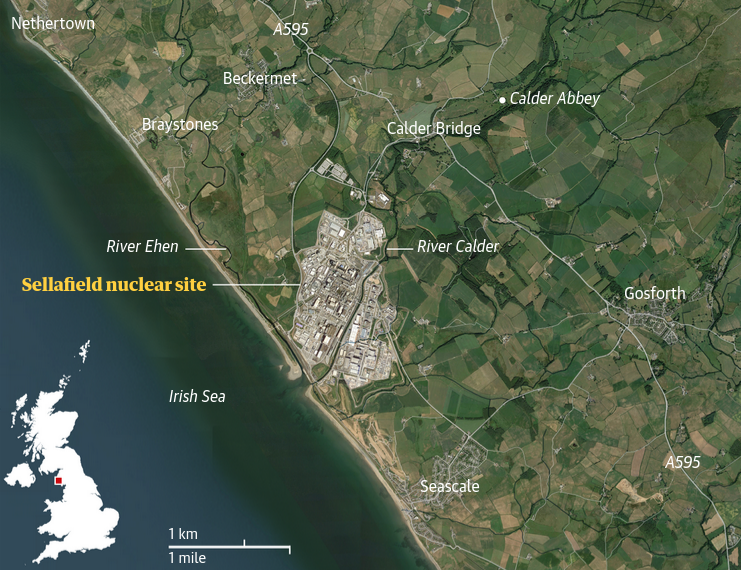 Nethertown
A595
Beckermet
Calder Abbey
Braystones
Calder Bridge
River Ehen
River Calder
Sellafield nuclear site
Gosforth
Irish Sea
A595
Seascale
1 km
1 mile